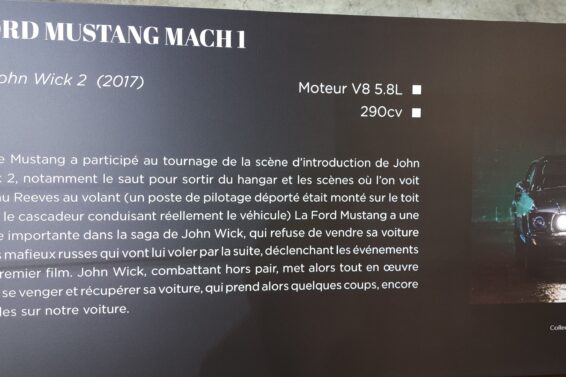 ORD MUSTANG MACH 1
John Wick 2 (2017)
Moteur V8 5.8L
290cv
e Mustang a participé au tournage de la scène d'introduction de John
2, notamment le saut pour sortir du hangar et les scènes où l'on voit
nu Reeves au volant (un poste de pilotage déporté était monté sur le toit
le cascadeur conduisant réellement le véhicule) La Ford Mustang a une
e importante dans la saga de John Wick, qui refuse de vendre sa voiture
s mafieux russes qui vont lui voler par la suite, déclenchant les événements
remier film. John Wick, combattant hors pair, met alors tout en œuvre
se venger et récupérer sa voiture, qui prend alors quelques coups, encore
les sur notre voiture.
Collec